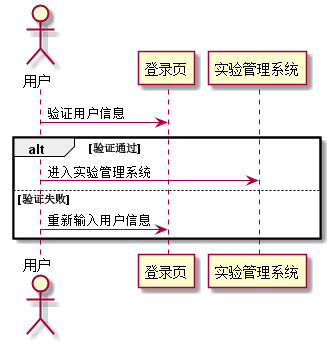 用户
登录页
实验管理系统
验证用户信息
alt
[验证通过]
进入实验管理系统
[验证失败]
重新输入用户信息
用户
登录页
实验管理系统